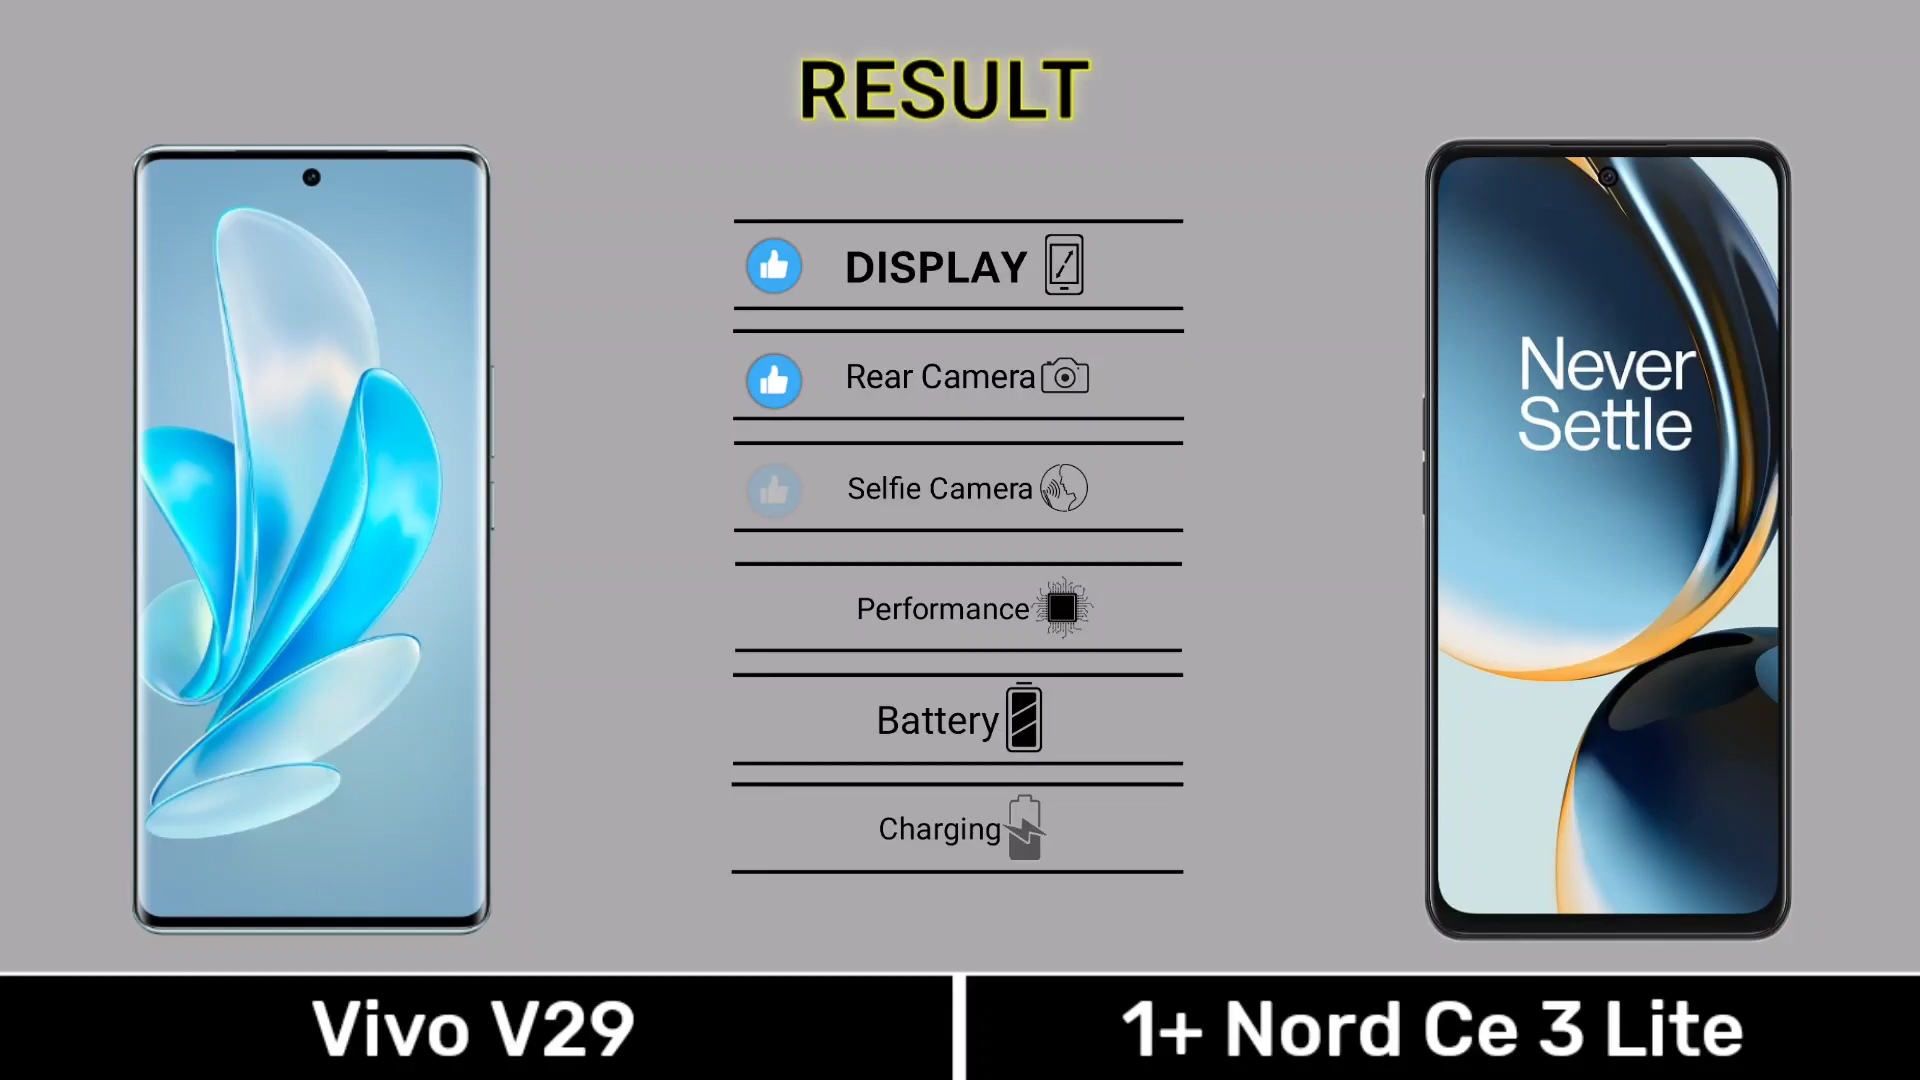 RESULT
DISPLAY
Rear Camera
Selfie Camera
Performance
Battery
Charging
Never
Settle
Vivo V29
1+ Nord Ce 3 Lite